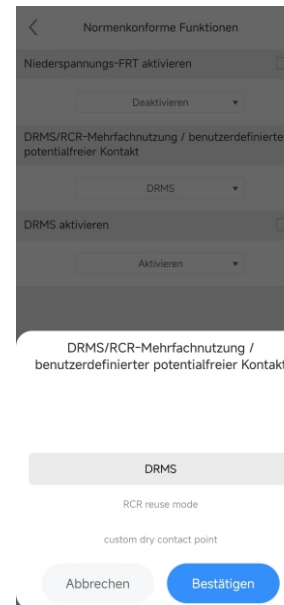 Normenkonforme Funktionen
Niederspannungs-FRT aktivieren
Deaktivieren
DRMS/RCR-Mehrfachnutzung / benutzerdefinierter
potentialfreier Kontakt
DRMS
DRMS aktivieren
Aktivieren
DRMS/RCR-Mehrfachnutzung /
benutzerdefinierter potentialfreier Kontakt
DRMS
RCR reuse mode
custom dry contact point
Abbrechen Bestätigen